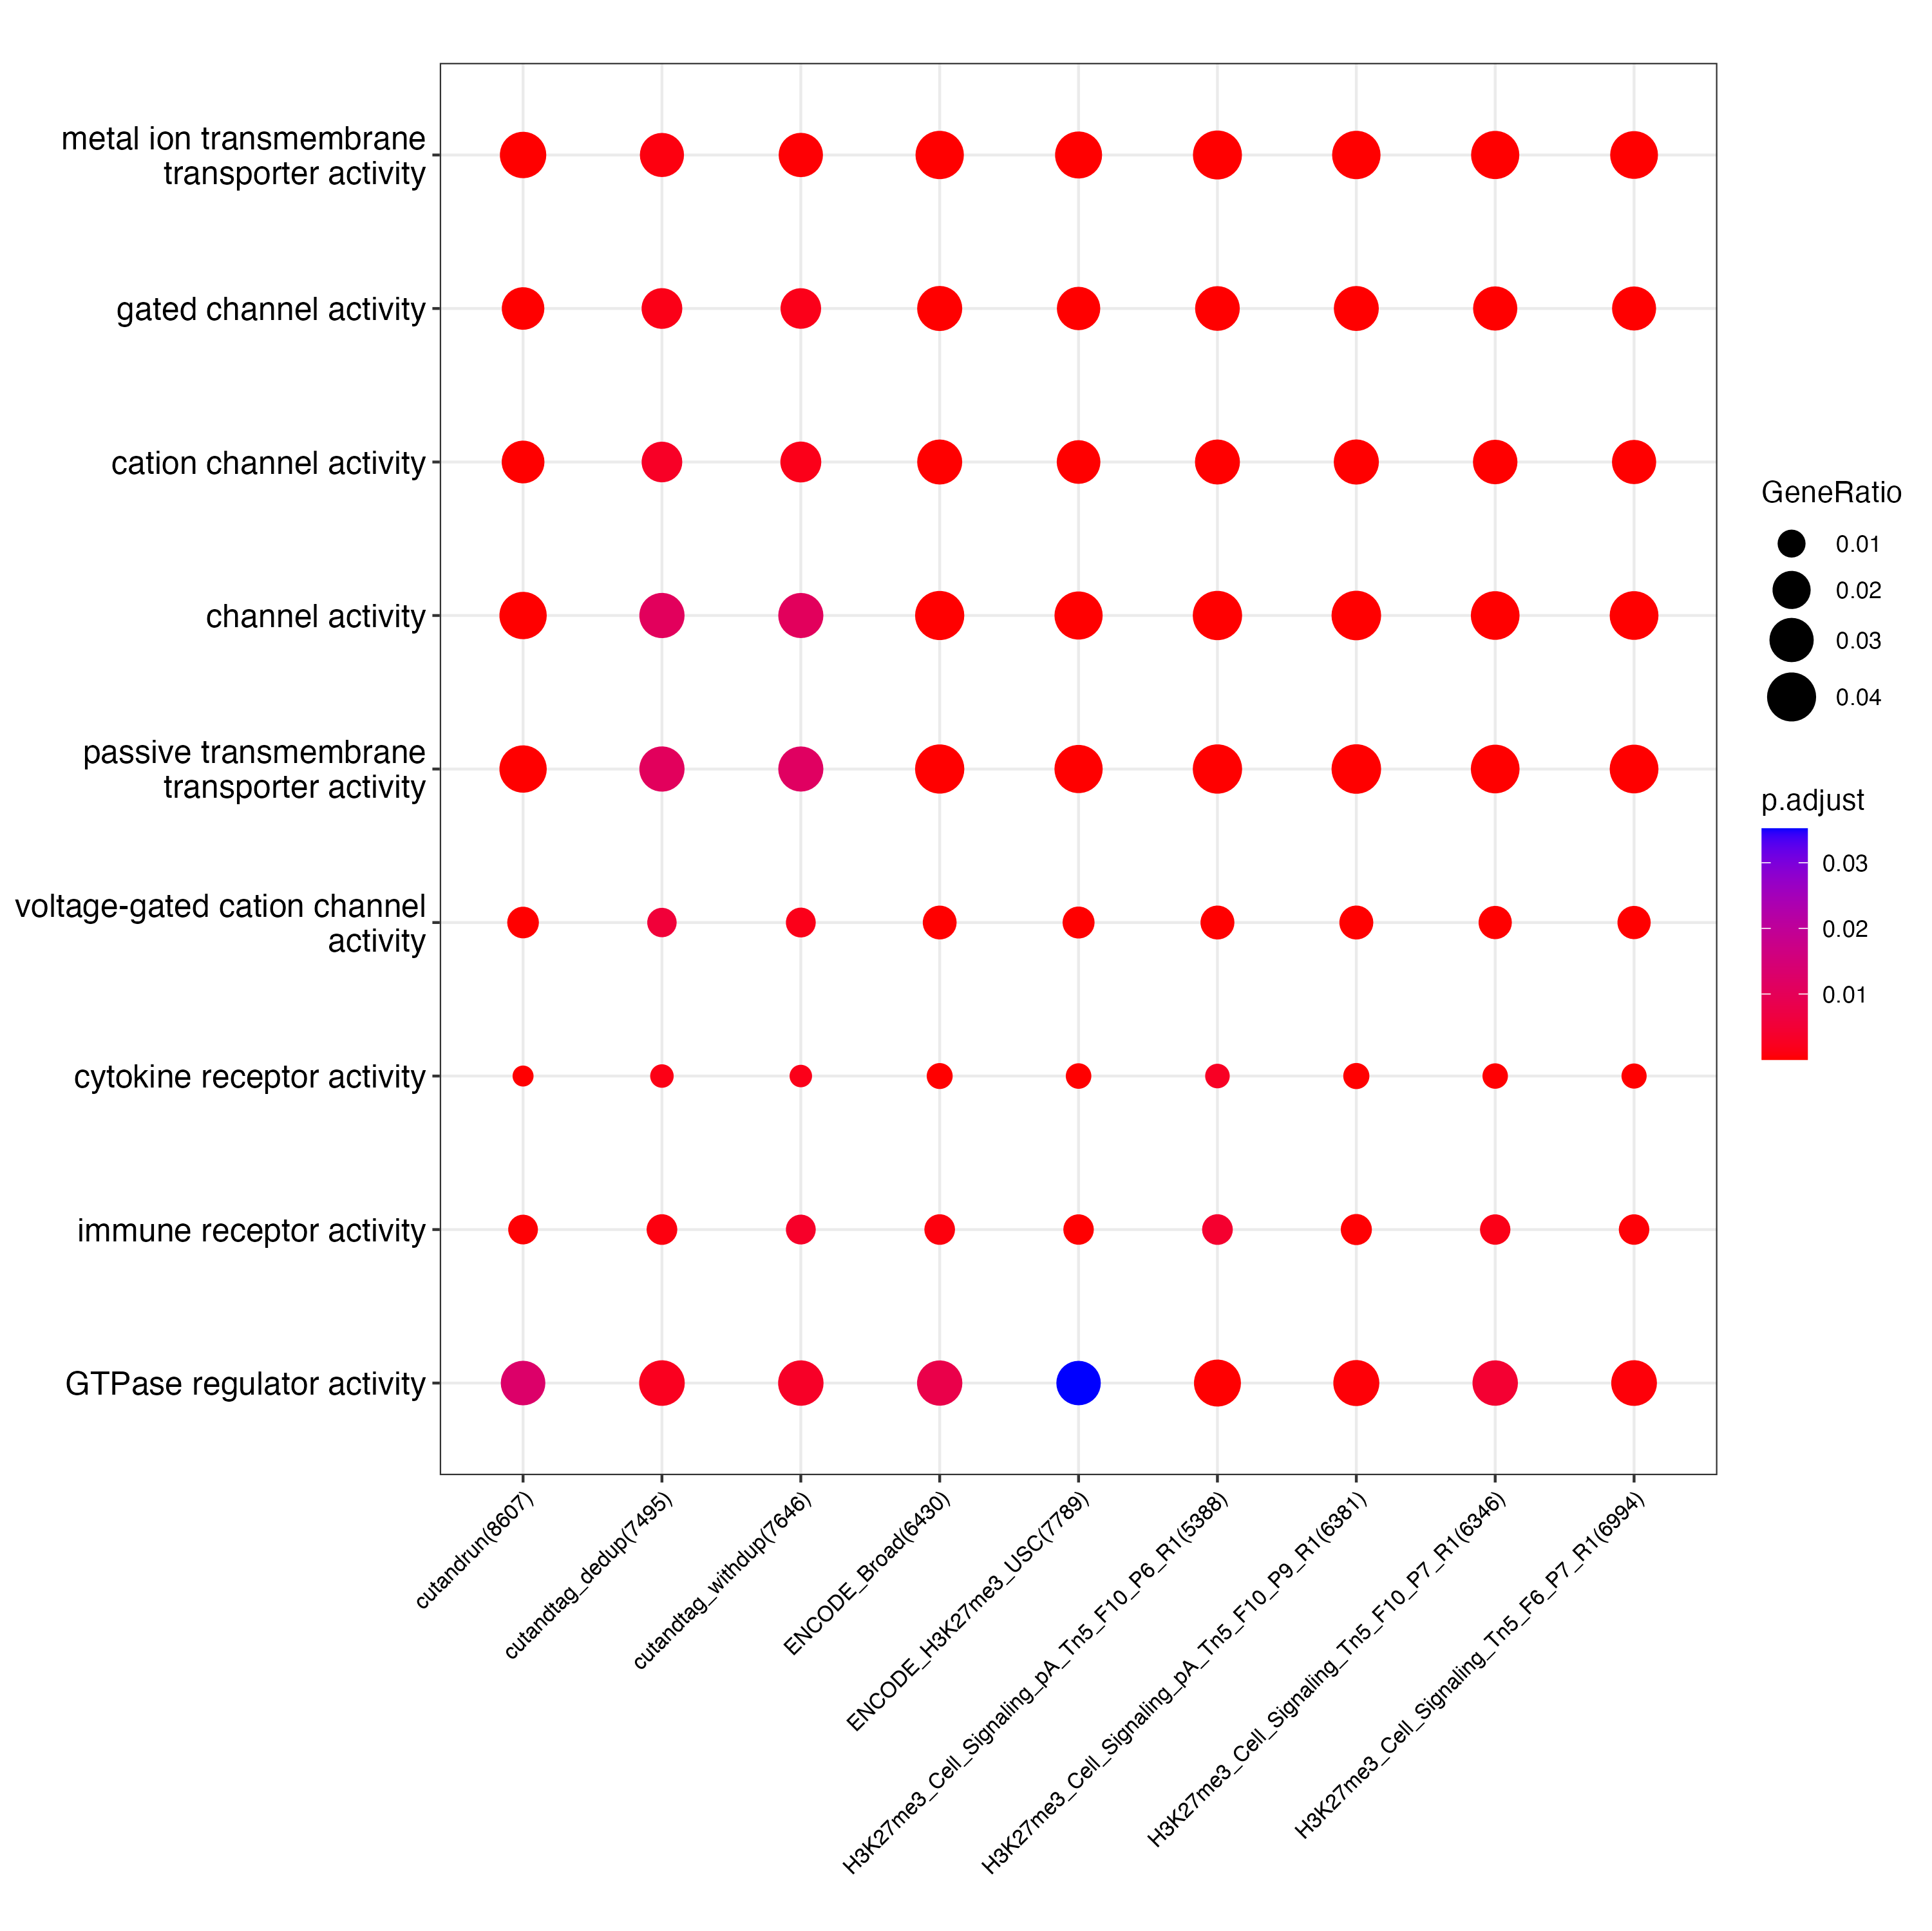 metal ion transmembrane
transporter activity
gated channel activity
cation channel activity
channel activity
passive transmembrane
transporter activity
voltage-gated cation channel
activity
cytokine receptor activity
immune receptor activity
GTPase regulator activity
cutandrun(8607)
cutandtag_dedup(7495)
cutandtag_withdup(7646)
ENCODE_Broad(6430)
ENCODE_H3K27me3_USC(7789)
H3K27me3_Cell_Signaling_pA_Tn5_F10_P6_R1(5388)
H3K27me3_Cell_Signaling_pA_Tn5_F10_P9_R1(6381)
H3K27me3_Cell_Signaling_Tn5_F10_P7_R1(6346)
H3K27me3_Cell_Signaling_Tn5_F6_P7_R1(6994)
GeneRatio
0.01
0.02
0.03
0.04
p.adjust
0.03
0.02
0.01